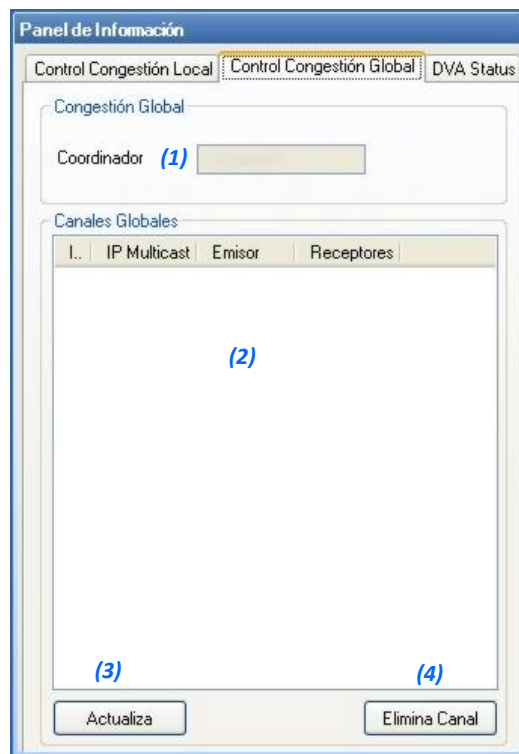 Panel de Información
Control Congestión Local Control Congestión Global DVA Status
Congestión Global
Coordinador (1)
Canales Globales
I.. IP Multicast Emisor Receptores
(2)
(3) (4)
Actualiza Elimina Canal